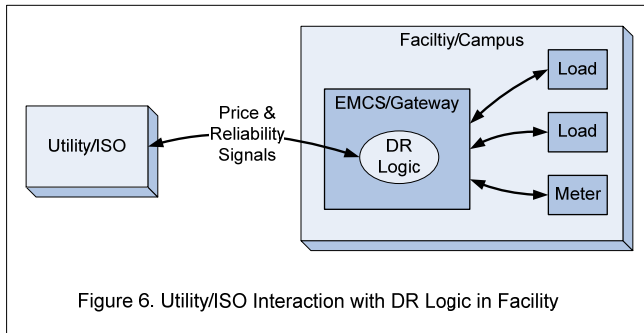 Faciltiy/Campus
Load
EMCS/Gateway
Price &
Reliability
Signals
Utility/ISO
DR
Logic
Load
Meter
Figure 6. Utility/ISO Interaction with DR Logic in Facility